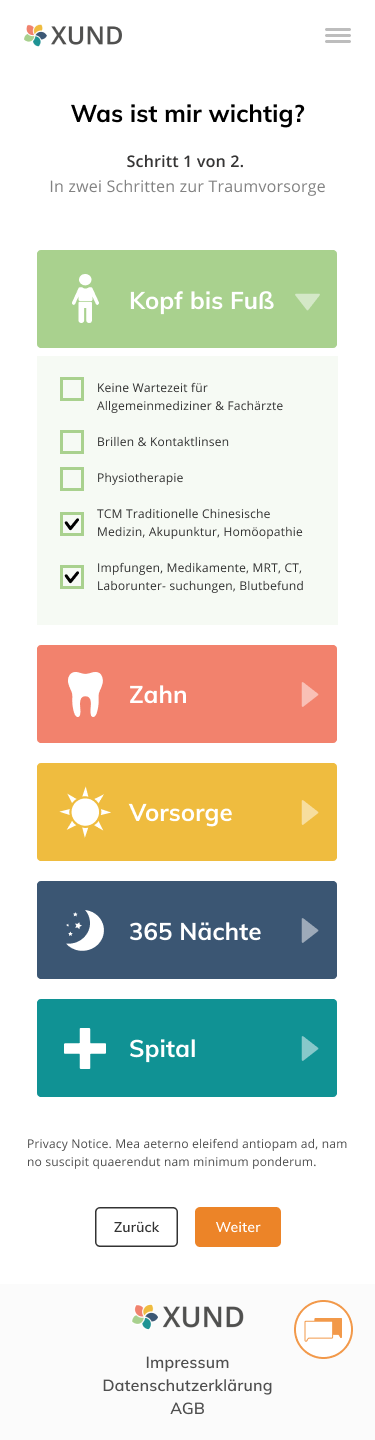 XUND
Was ist mir wichtig?
Schritt 1 von 2.
In zwei Schritten zur Traumvorsorge
Kopf bis Fuß
Keine Wartezeit für
Allgemeinmediziner & Fachärzte
Brillen & Kontaktlinsen
Physiotherapie
TCM Traditionelle Chinesische
Medizin, Akupunktur, Homöopathie
Impfungen, Medikamente, MRT, CT,
Laborunter- suchungen, Blutbefund
Zahn
Vorsorge
365 Nächte
Spital
Privacy Notice. Mea aeterno eleifend antiopam ad, nam
no suscipit quaerendut nam minimum ponderum.
Zurück
Weiter
XUND
Impressum
Datenschutzerklärung
AGB